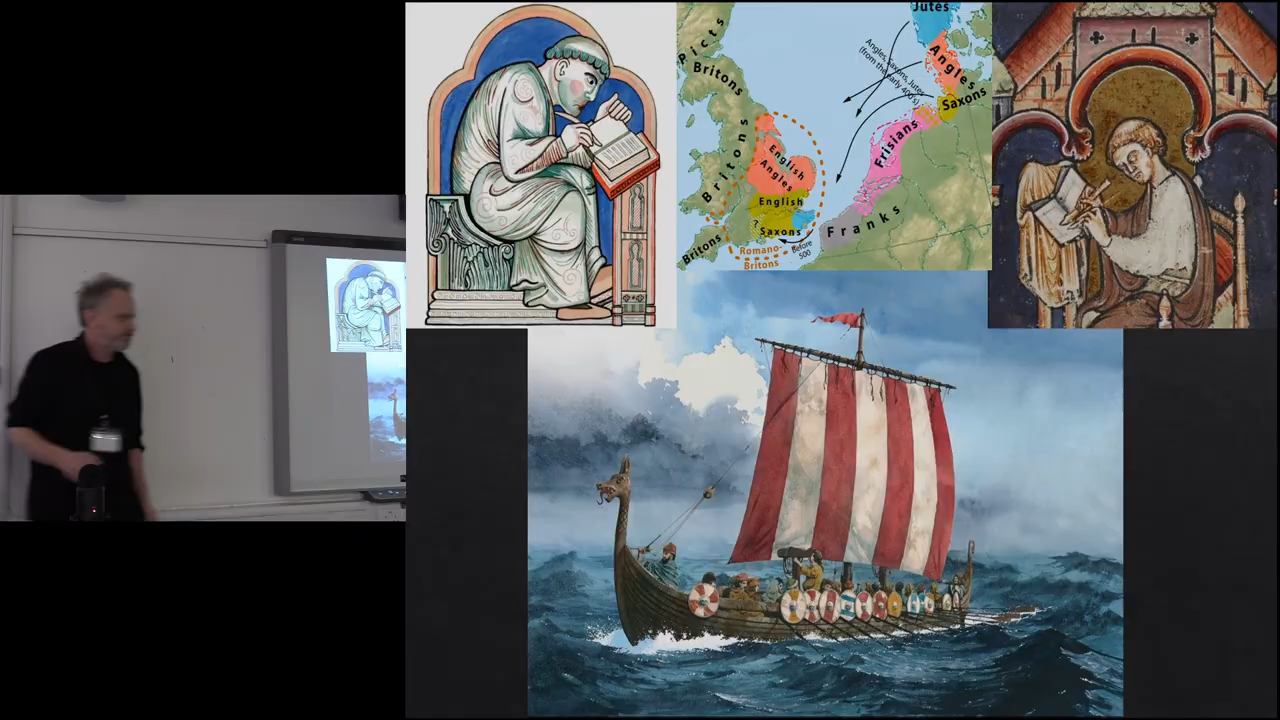 Jutes
Picts
Britons
Angles, Saxons, Jutes
(from the early 400's)
Angles
Saxons
Frisians
Britons
English
Angles
English
Saxons
Franks
Britons
Romano-
Britons
Before
500